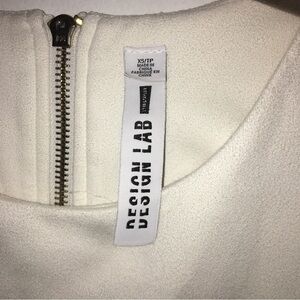 XS/TP
MADE IN
CHINA
FABRIQUÉ EN
CHINE
DESIGN LAB